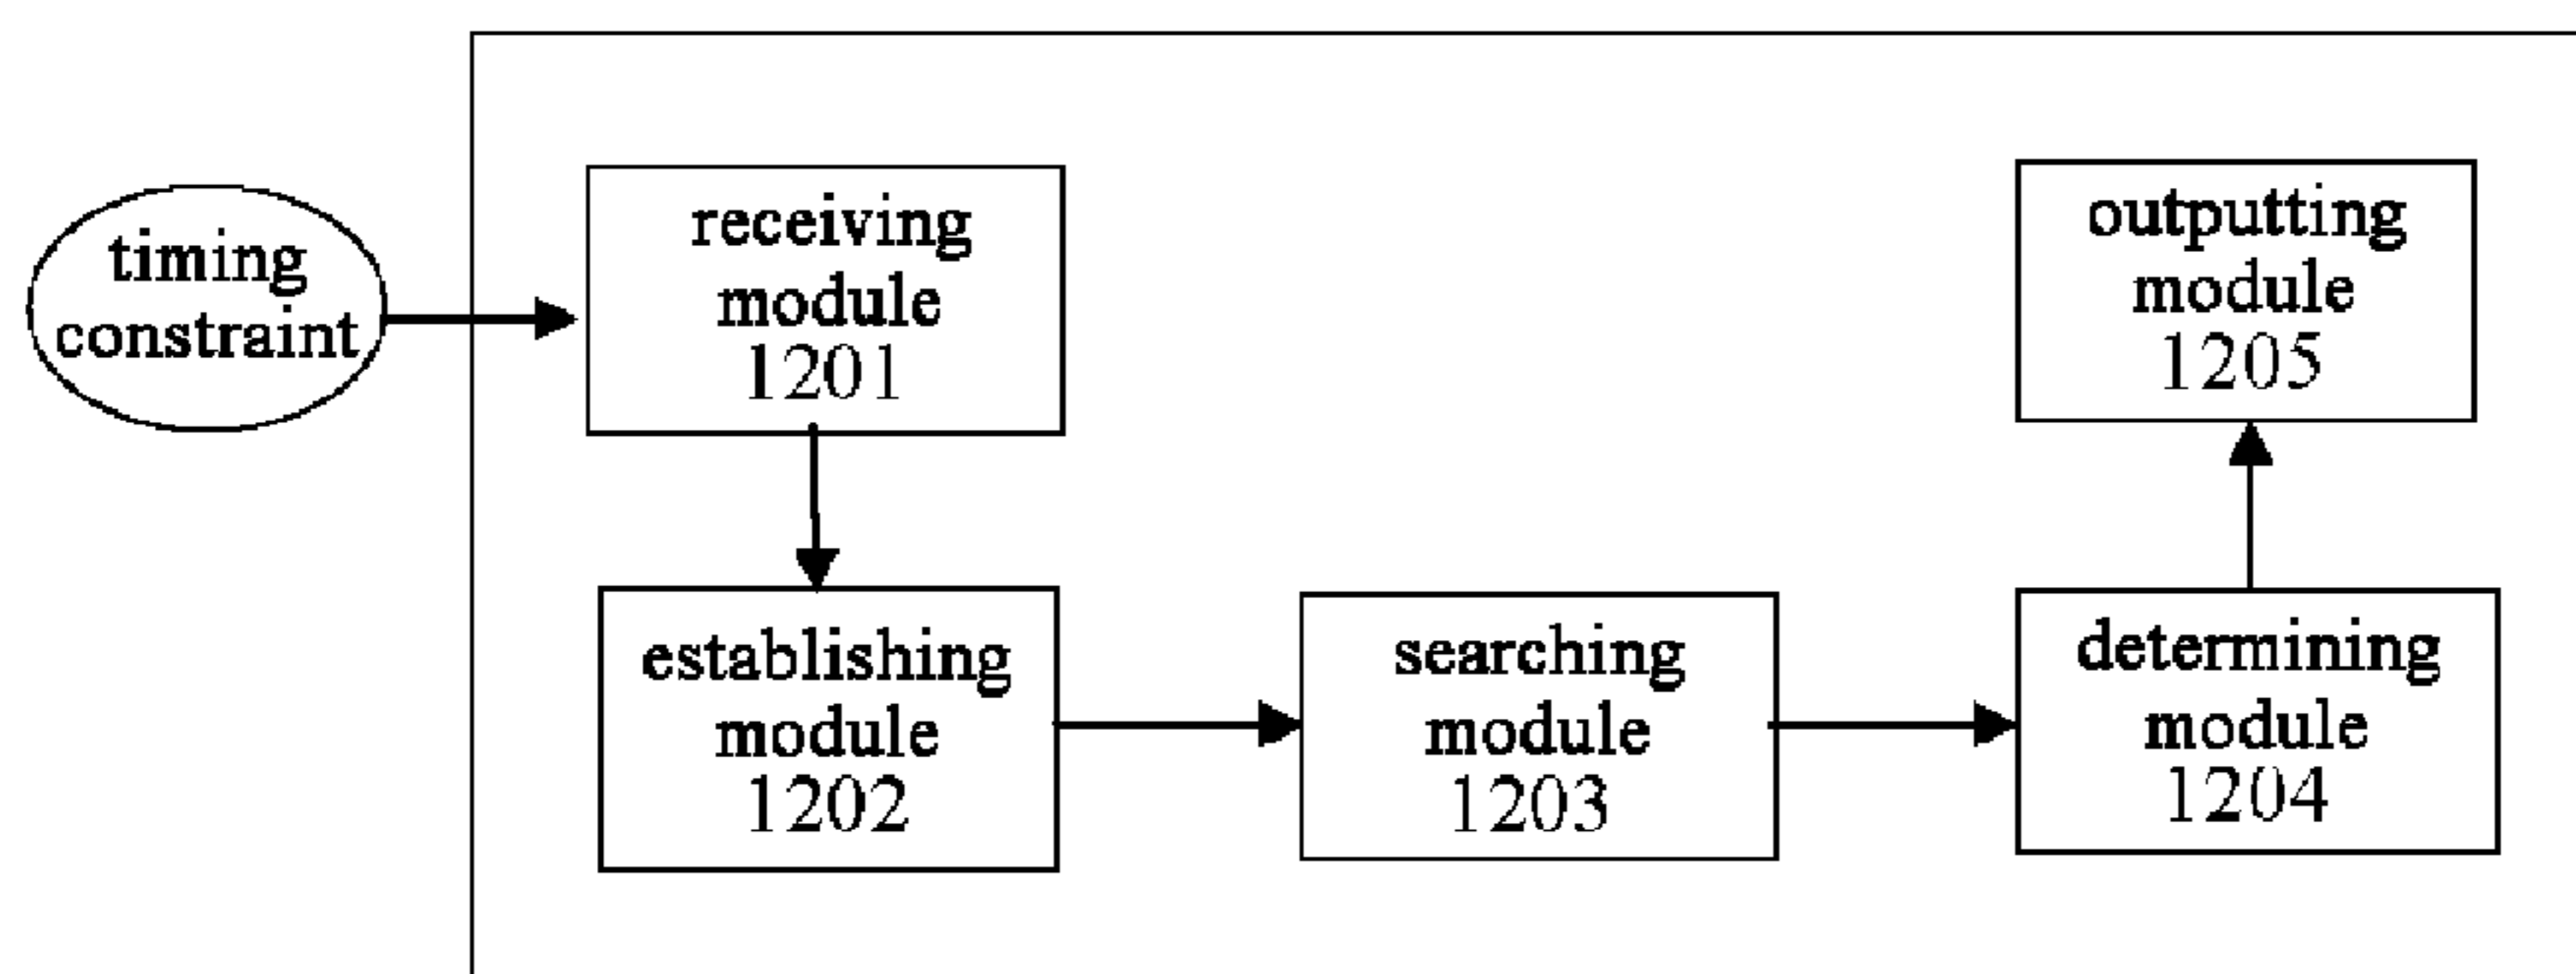 timing
constraint
receiving
module
1201
outputting
module
1205
establishing
module
1202
searching
module
1203
determining
module
1204